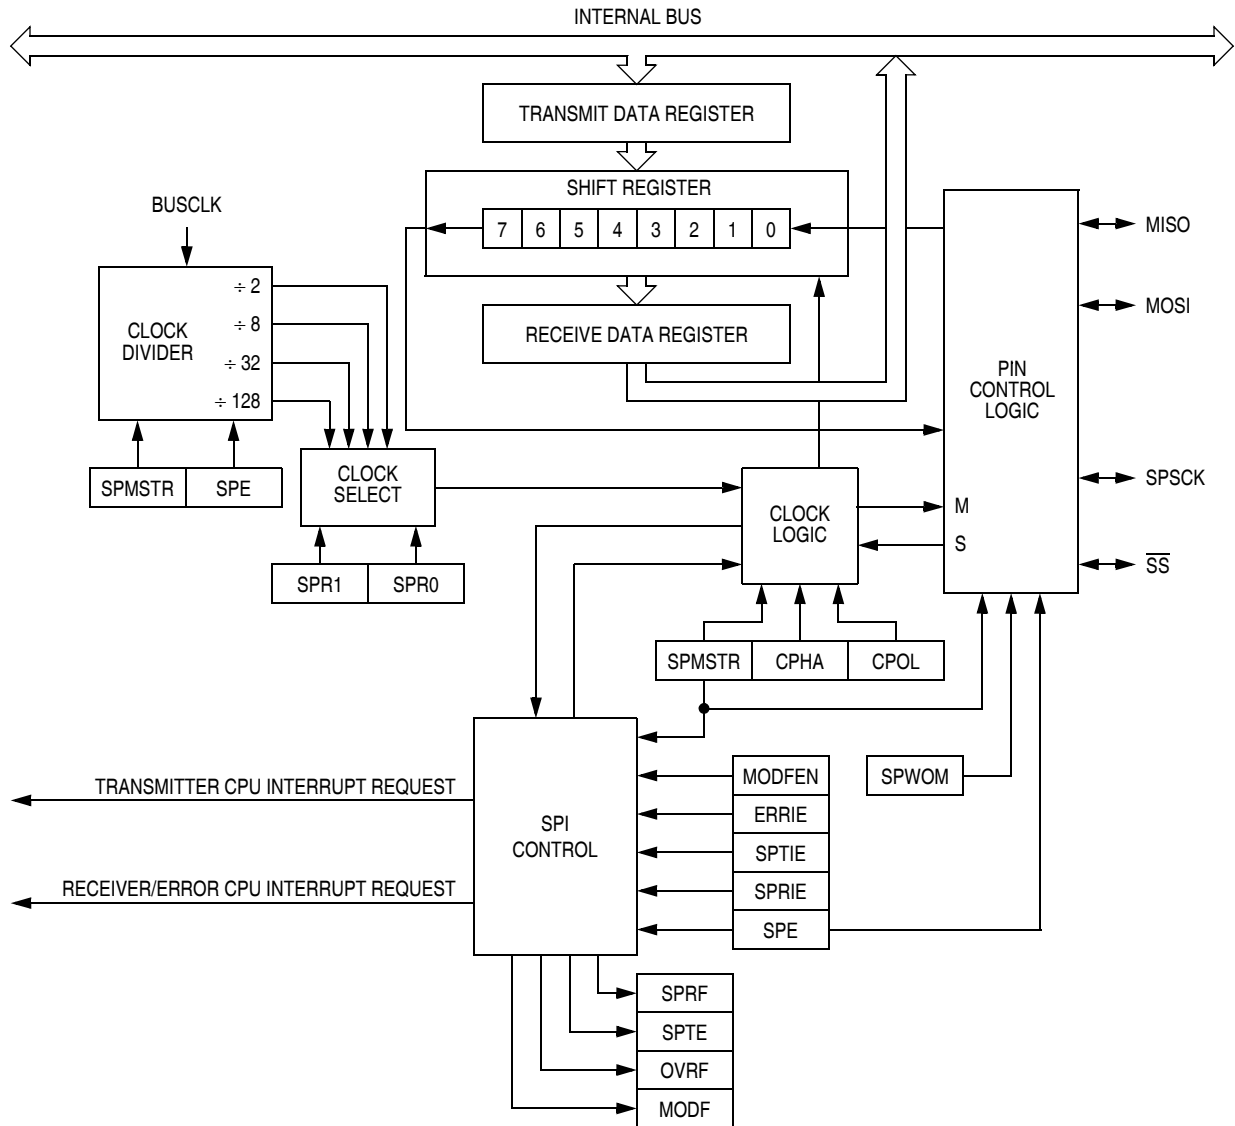 INTERNAL BUS
TRANSMIT DATA REGISTER
SHIFT REGISTER
7 6 5 4 3 2 1 0
RECEIVE DATA REGISTER
BUSCLK
CLOCK
DIVIDER
÷ 2
÷ 8
÷ 32
÷ 128
SPMSTR SPE
CLOCK
SELECT
SPR1 SPR0
CLOCK
LOGIC
M
S
PIN
CONTROL
LOGIC
MISO
MOSI
SPSCK
S̅S̅
SPMSTR CPHA CPOL
TRANSMITTER CPU INTERRUPT REQUEST
RECEIVER/ERROR CPU INTERRUPT REQUEST
SPI
CONTROL
MODFEN
ERRIE
SPTIE
SPRIE
SPE
SPWOM
SPRF
SPTE
OVRF
MODF